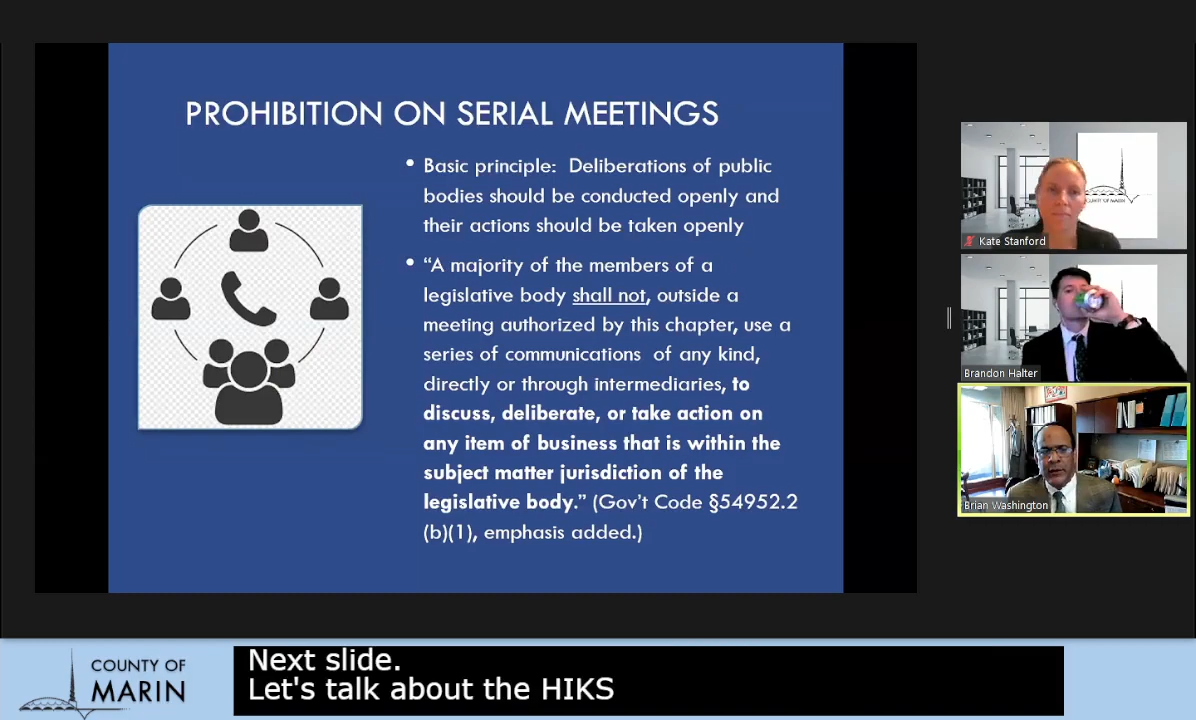 PROHIBITION ON SERIAL MEETINGS
• Basic principle: Deliberations of public
bodies should be conducted openly and
their actions should be taken openly
• “A majority of the members of a
legislative body shall not, outside a
meeting authorized by this chapter, use a
series of communications of any kind,
directly or through intermediaries, to
discuss, deliberate, or take action on
any item of business that is within the
subject matter jurisdiction of the
legislative body.” (Gov’t Code §54952.2
(b)(1), emphasis added.)
COUNTY OF MARIN
Kate Stanford
Brandon Halter
Brian Washington
COUNTY OF
MARIN
Next slide.
Let's talk about the HIKS